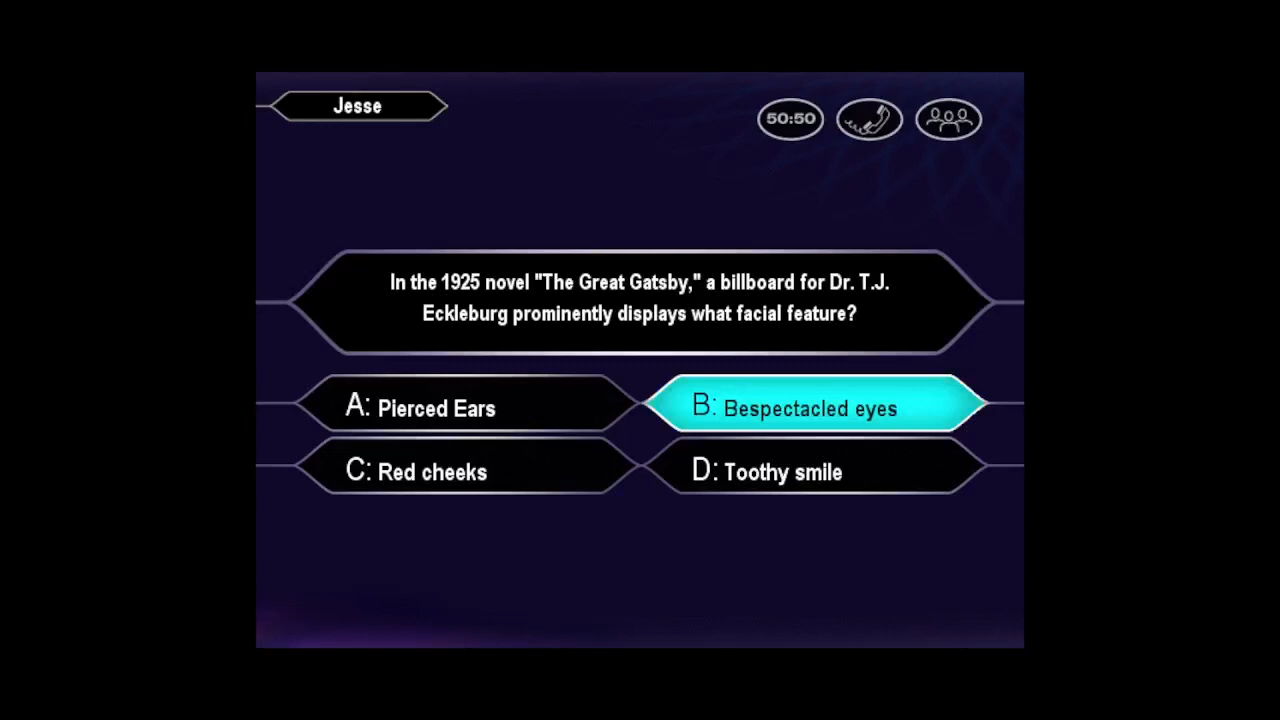 Jesse
50:50
In the 1925 novel "The Great Gatsby," a billboard for Dr. T.J.
Eckleburg prominently displays what facial feature?
A: Pierced Ears
B: Bespectacled eyes
C: Red cheeks
D: Toothy smile